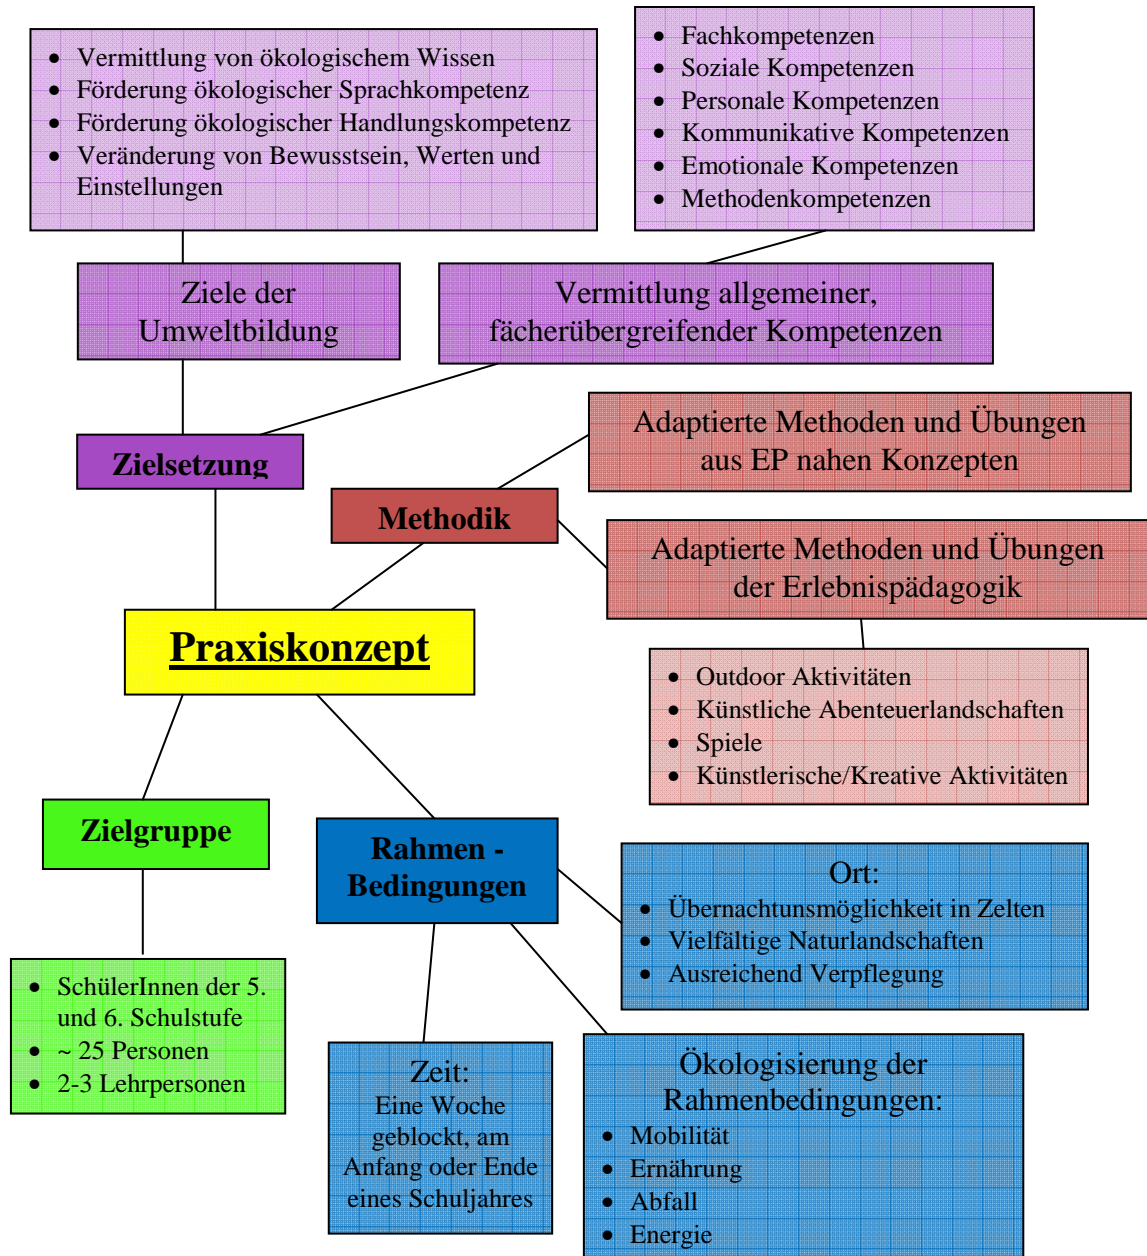 • Vermittlung von ökologischem Wissen
• Förderung ökologischer Sprachkompetenz
• Förderung ökologischer Handlungskompetenz
• Veränderung von Bewusstsein, Werten und
Einstellungen
• Fachkompetenzen
• Soziale Kompetenzen
• Personale Kompetenzen
• Kommunikative Kompetenzen
• Emotionale Kompetenzen
• Methodenkompetenzen
Ziele der
Umweltbildung
Vermittlung allgemeiner,
fächerübergreifender Kompetenzen
Zielsetzung
Adaptierte Methoden und Übungen
aus EP nahen Konzepten
Methodik
Adaptierte Methoden und Übungen
der Erlebnispädagogik
Praxiskonzept
• Outdoor Aktivitäten
• Künstliche Abenteuerlandschaften
• Spiele
• Künstlerische/Kreative Aktivitäten
Zielgruppe
Rahmen -
Bedingungen
Ort:
• Übernachtunsmöglichkeit in Zelten
• Vielfältige Naturlandschaften
• Ausreichend Verpflegung
• SchülerInnen der 5.
und 6. Schulstufe
• ~ 25 Personen
• 2-3 Lehrpersonen
Zeit:
Eine Woche
geblockt, am
Anfang oder Ende
eines Schuljahres
Ökologisierung der
Rahmenbedingungen:
• Mobilität
• Ernährung
• Abfall
• Energie